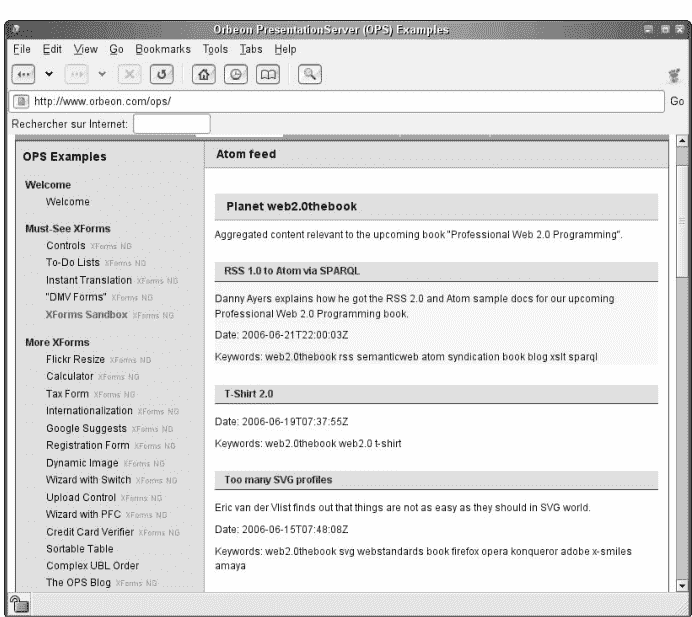 Orbeon PresentationServer (OPS) Examples
File Edit View Go Bookmarks Tools Tabs Help
http://www.orbeon.com/ops/
Go
Rechercher sur Internet:
OPS Examples
Welcome
Welcome
Must-See XForms
Controls XForms NG
To-Do Lists XForms NG
Instant Translation XForms NG
"DMV Forms" XForms NG
XForms Sandbox XForms NG
More XForms
Flickr Resize XForms NG
Calculator XForms NG
Tax Form XForms NG
Internationalization XForms NG
Google Suggests XForms NG
Registration Form XForms NG
Dynamic Image XForms NG
Wizard with Switch XForms NG
Upload Control XForms NG
Wizard with PFC XForms NG
Credit Card Verifier XForms NG
Sortable Table
Complex UBL Order
The OPS Blog XForms NG
Atom feed
Planet web2.0thebook
Aggregated content relevant to the upcoming book "Professional Web 2.0 Programming".
RSS 1.0 to Atom via SPARQL
Danny Ayers explains how he got the RSS 2.0 and Atom sample docs for our upcoming
Professional Web 2.0 Programming book.
Date: 2006-06-21T22:00:03Z
Keywords: web2.0thebook rss semanticweb atom syndication book blog xslt sparql
T-Shirt 2.0
Date: 2006-06-19T07:37:55Z
Keywords: web2.0thebook web2.0 t-shirt
Too many SVG profiles
Eric van der Vlist finds out that things are not as easy as they should in SVG world.
Date: 2006-06-15T07:48:08Z
Keywords: web2.0thebook svg webstandards book firefox opera konqueror adobe x-smiles
amaya